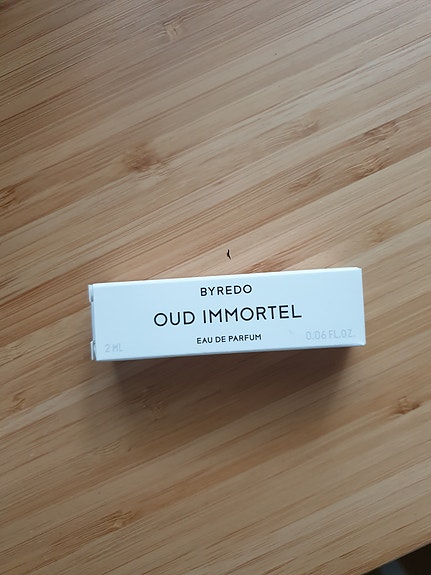 BYREDO
OUD IMMORTEL
EAU DE PARFUM
2 ML
0.06 FL.OZ.